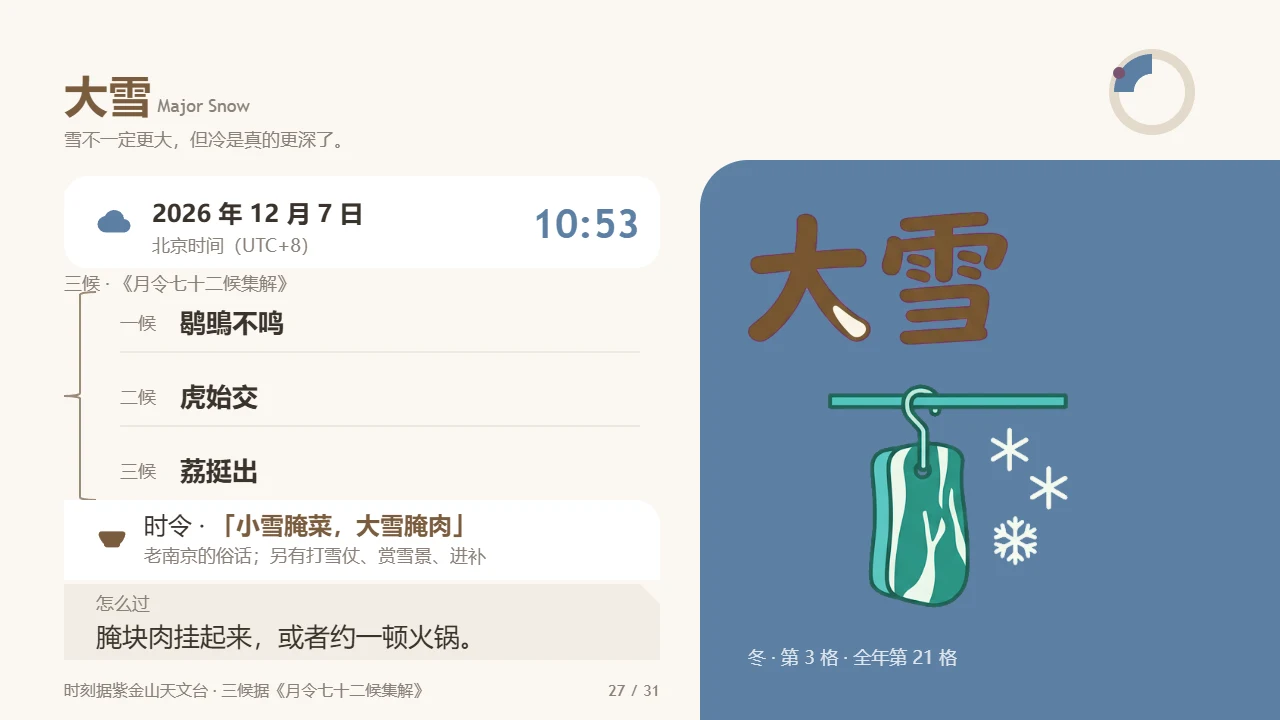 大雪 Major Snow
雪不一定更大，但冷是真的更深了。
2026 年 12 月 7 日
北京时间（UTC+8）
10:53
三候 ·《月令七十二候集解》
一候 鹖鴠不鸣
二候 虎始交
三候 荔挺出
时令 ·「小雪腌菜，大雪腌肉」
老南京的俗话；另有打雪仗、赏雪景、进补
怎么过
腌块肉挂起来，或者约一顿火锅。
时刻据紫金山天文台 · 三候据《月令七十二候集解》
27 / 31
大雪
冬 · 第 3 格 · 全年第 21 格